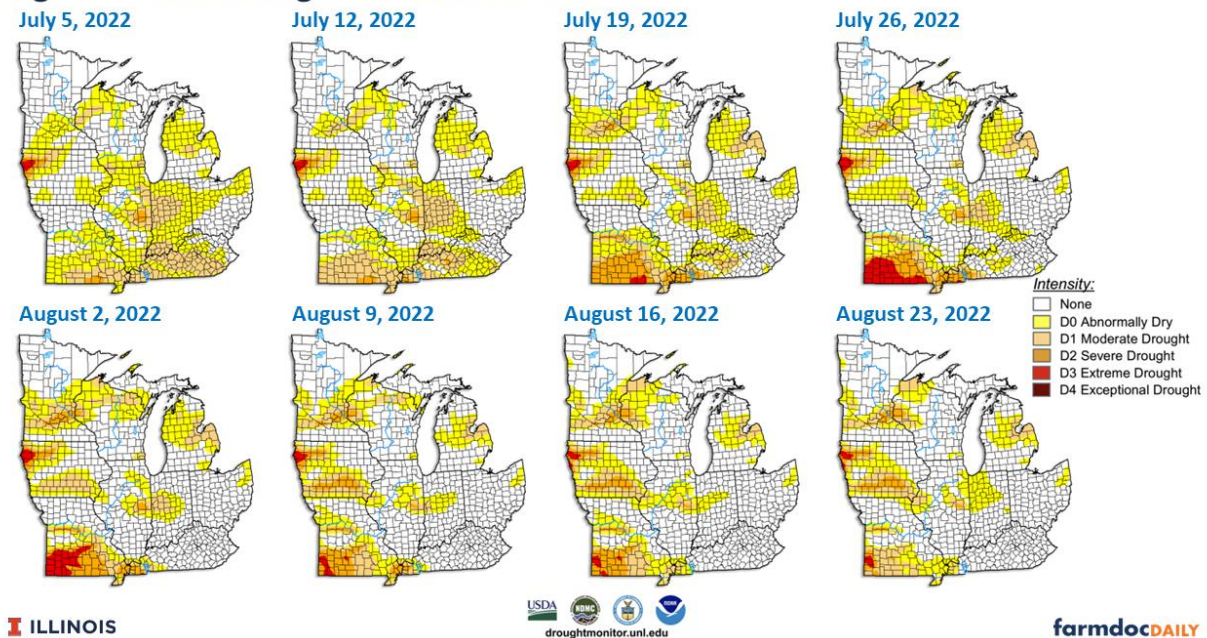 July 5, 2022
July 12, 2022
July 19, 2022
July 26, 2022
Intensity:
None
D0 Abnormally Dry
D1 Moderate Drought
D2 Severe Drought
D3 Extreme Drought
D4 Exceptional Drought
August 2, 2022
August 9, 2022
August 16, 2022
August 23, 2022
I ILLINOIS
USDA
NDMC
NOAA
droughtmonitor.unl.edu
farmdocDAILY